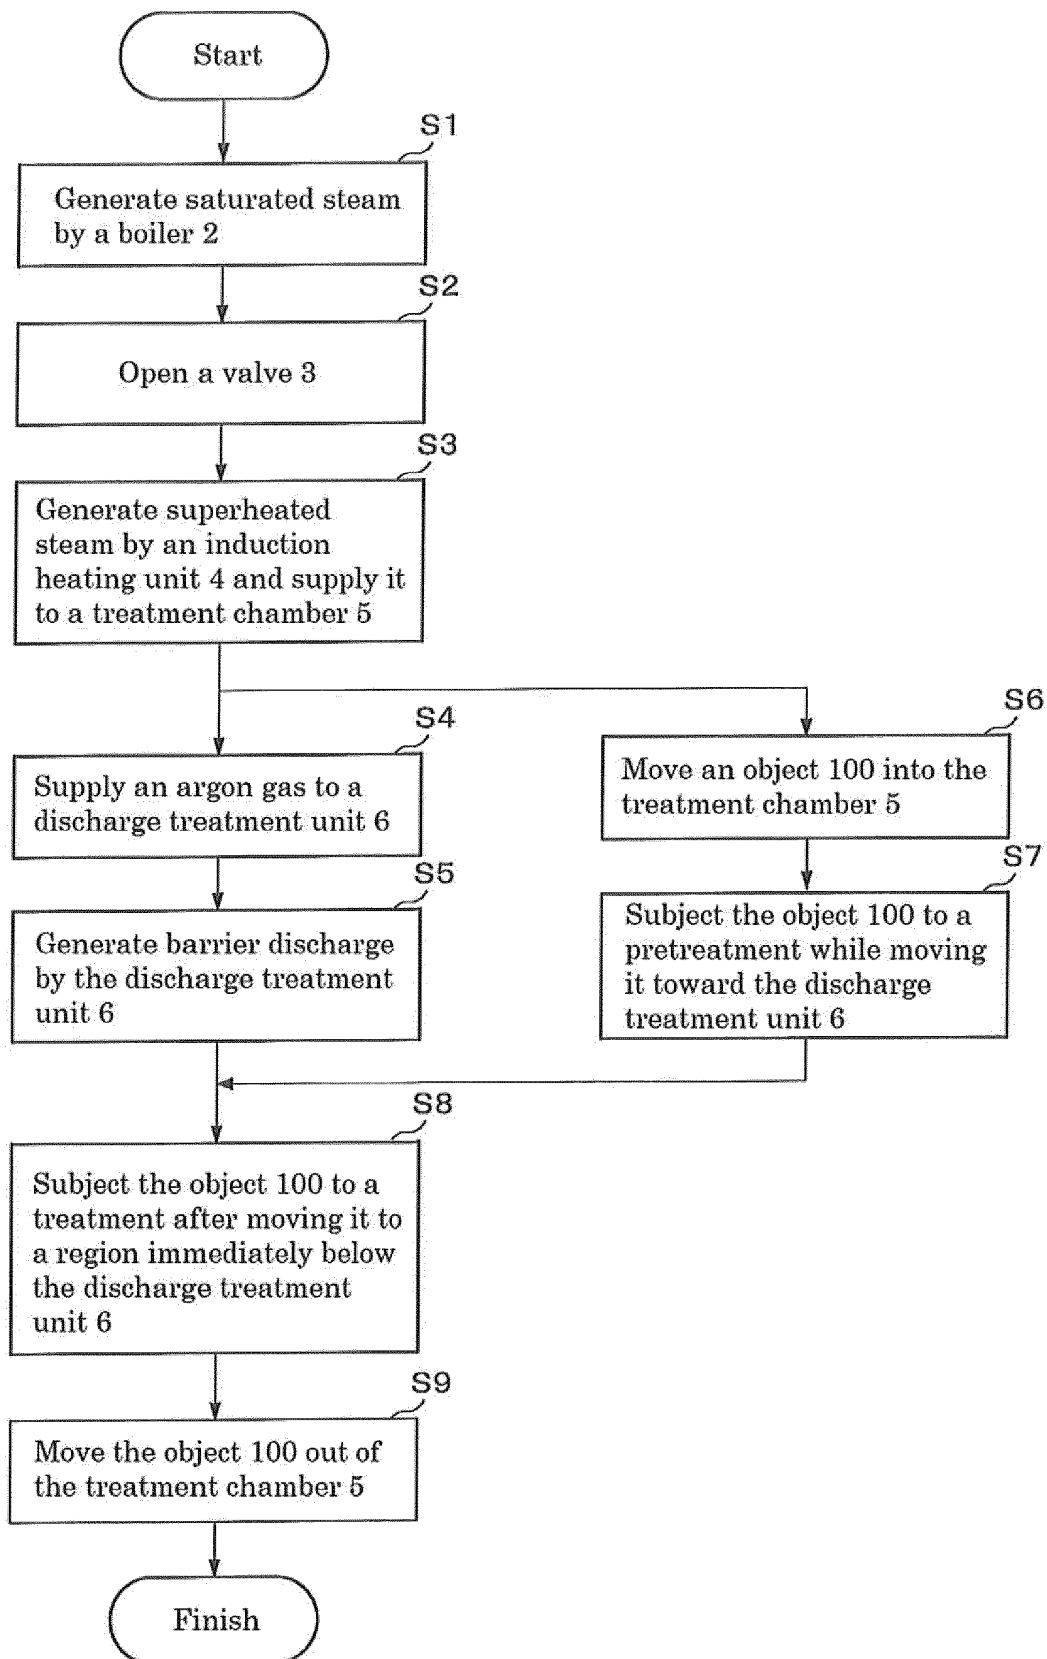 Start
S1
Generate saturated steam
by a boiler 2
S2
Open a valve 3
S3
Generate superheated
steam by an induction
heating unit 4 and supply it
to a treatment chamber 5
S4
Supply an argon gas to a
discharge treatment unit 6
S5
Generate barrier discharge
by the discharge treatment
unit 6
S6
Move an object 100 into the
treatment chamber 5
S7
Subject the object 100 to a
pretreatment while moving
it toward the discharge
treatment unit 6
S8
Subject the object 100 to a
treatment after moving it to
a region immediately below
the discharge treatment
unit 6
S9
Move the object 100 out of
the treatment chamber 5
Finish